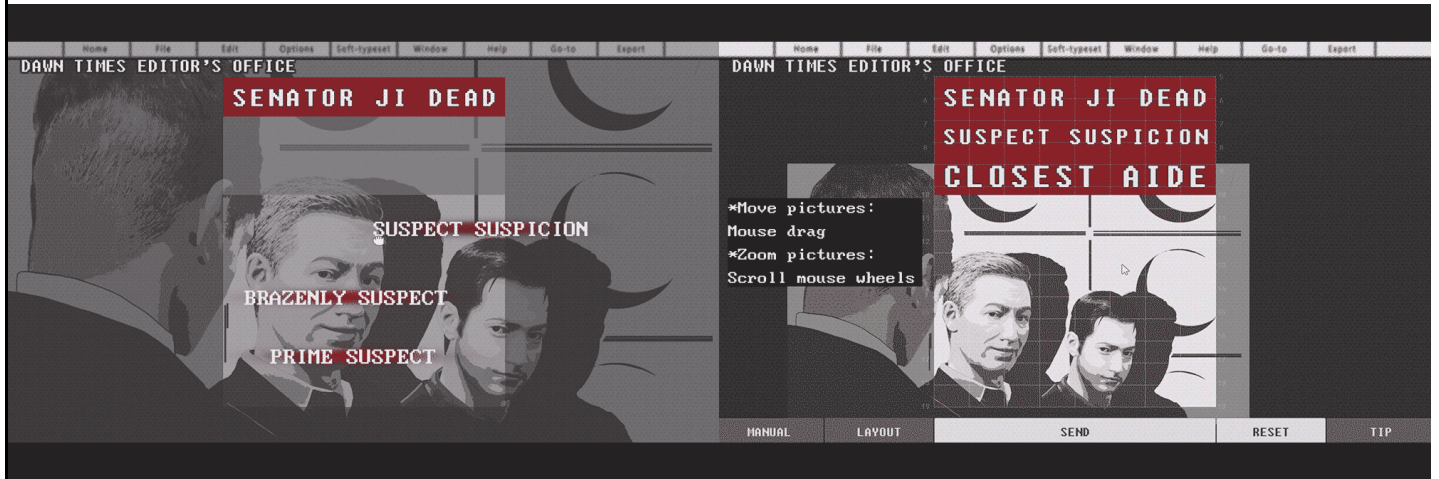 Home File Edit Options Soft-typeset Window Help Go-to Export
DAWN TIMES EDITOR'S OFFICE
SENATOR JI DEAD
SUSPECT SUSPICION
BRAZENLY SUSPECT
PRIME SUSPECT
Home File Edit Options Soft-typeset Window Help Go-to Export
DAWN TIMES EDITOR'S OFFICE
SENATOR JI DEAD
SUSPECT SUSPICION
CLOSEST AIDE
*Move pictures:
Mouse drag
*Zoom pictures:
Scroll mouse wheels
MANUAL LAYOUT SEND RESET TIP